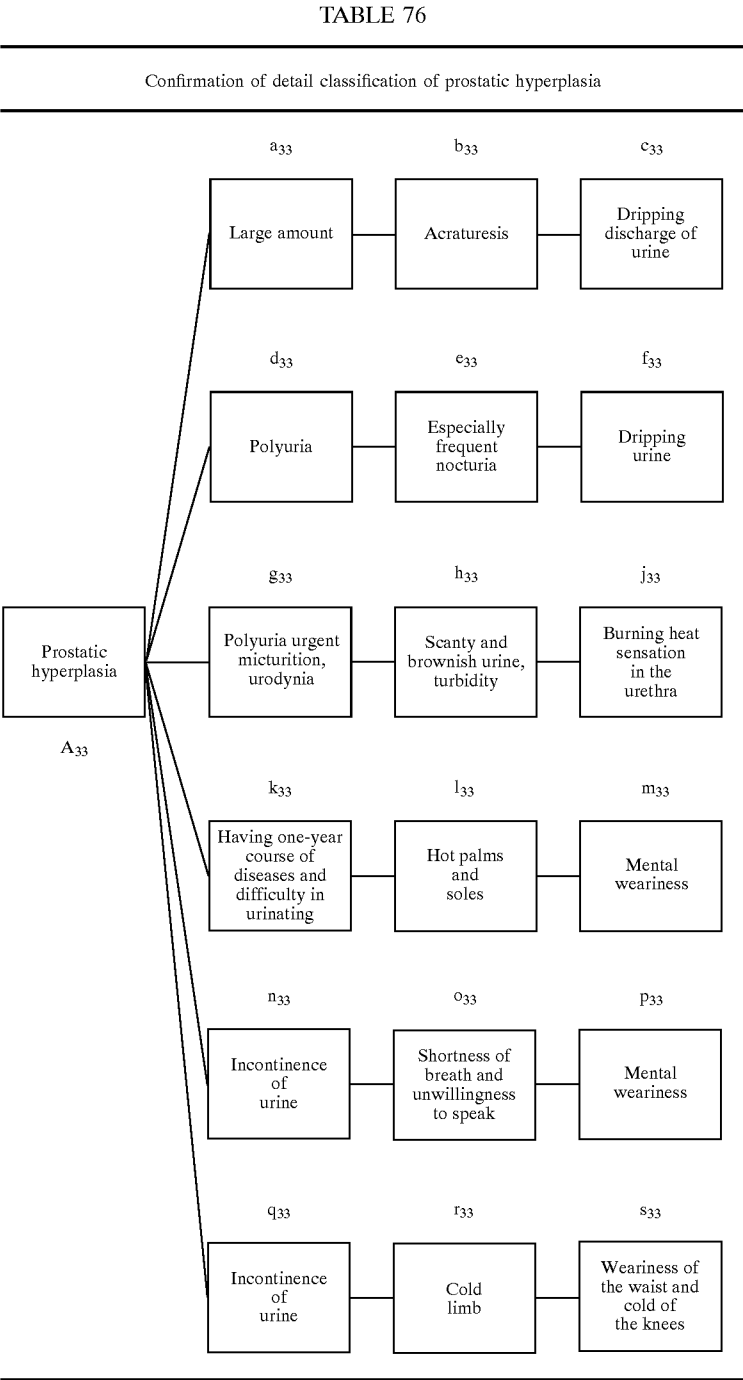 TABLE 76
Confirmation of detail classification of prostatic hyperplasia
a33
b33
c33
Large amount
Acraturesis
Dripping
discharge of
urine
d33
e33
f33
Polyuria
Especially
frequent
nocturia
Dripping
urine
g33
h33
j33
Prostatic
hyperplasia
A33
Polyuria urgent
micturition,
urodynia
Scanty and
brownish urine,
turbidity
Burning heat
sensation
in the
urethra
k33
l33
m33
Having one-year
course of
diseases and
difficulty in
urinating
Hot palms
and
soles
Mental
weariness
n33
o33
p33
Incontinence
of
urine
Shortness of
breath and
unwillingness
to speak
Mental
weariness
q33
r33
s33
Incontinence
of
urine
Cold
limb
Weariness of
the waist and
cold of
the knees